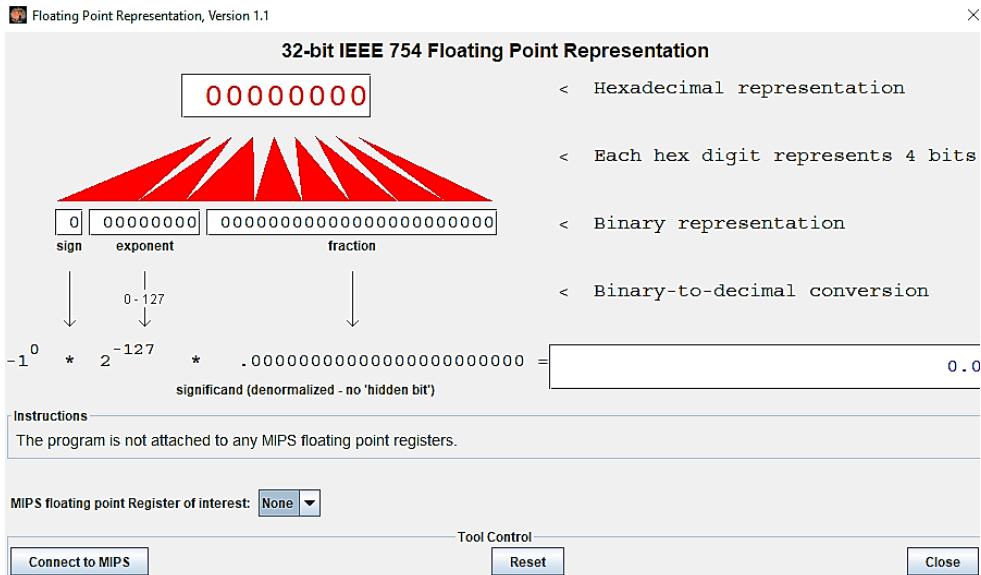 Floating Point Representation, Version 1.1
32-bit IEEE 754 Floating Point Representation
00000000 < Hexadecimal representation
< Each hex digit represents 4 bits
0 00000000 00000000000000000000000 < Binary representation
sign exponent fraction
0 - 127
< Binary-to-decimal conversion
-1^0 * 2^-127 * .00000000000000000000000 = 0.0
significand (denormalized - no 'hidden bit')
Instructions
The program is not attached to any MIPS floating point registers.
MIPS floating point Register of interest: None
Tool Control
Connect to MIPS Reset Close